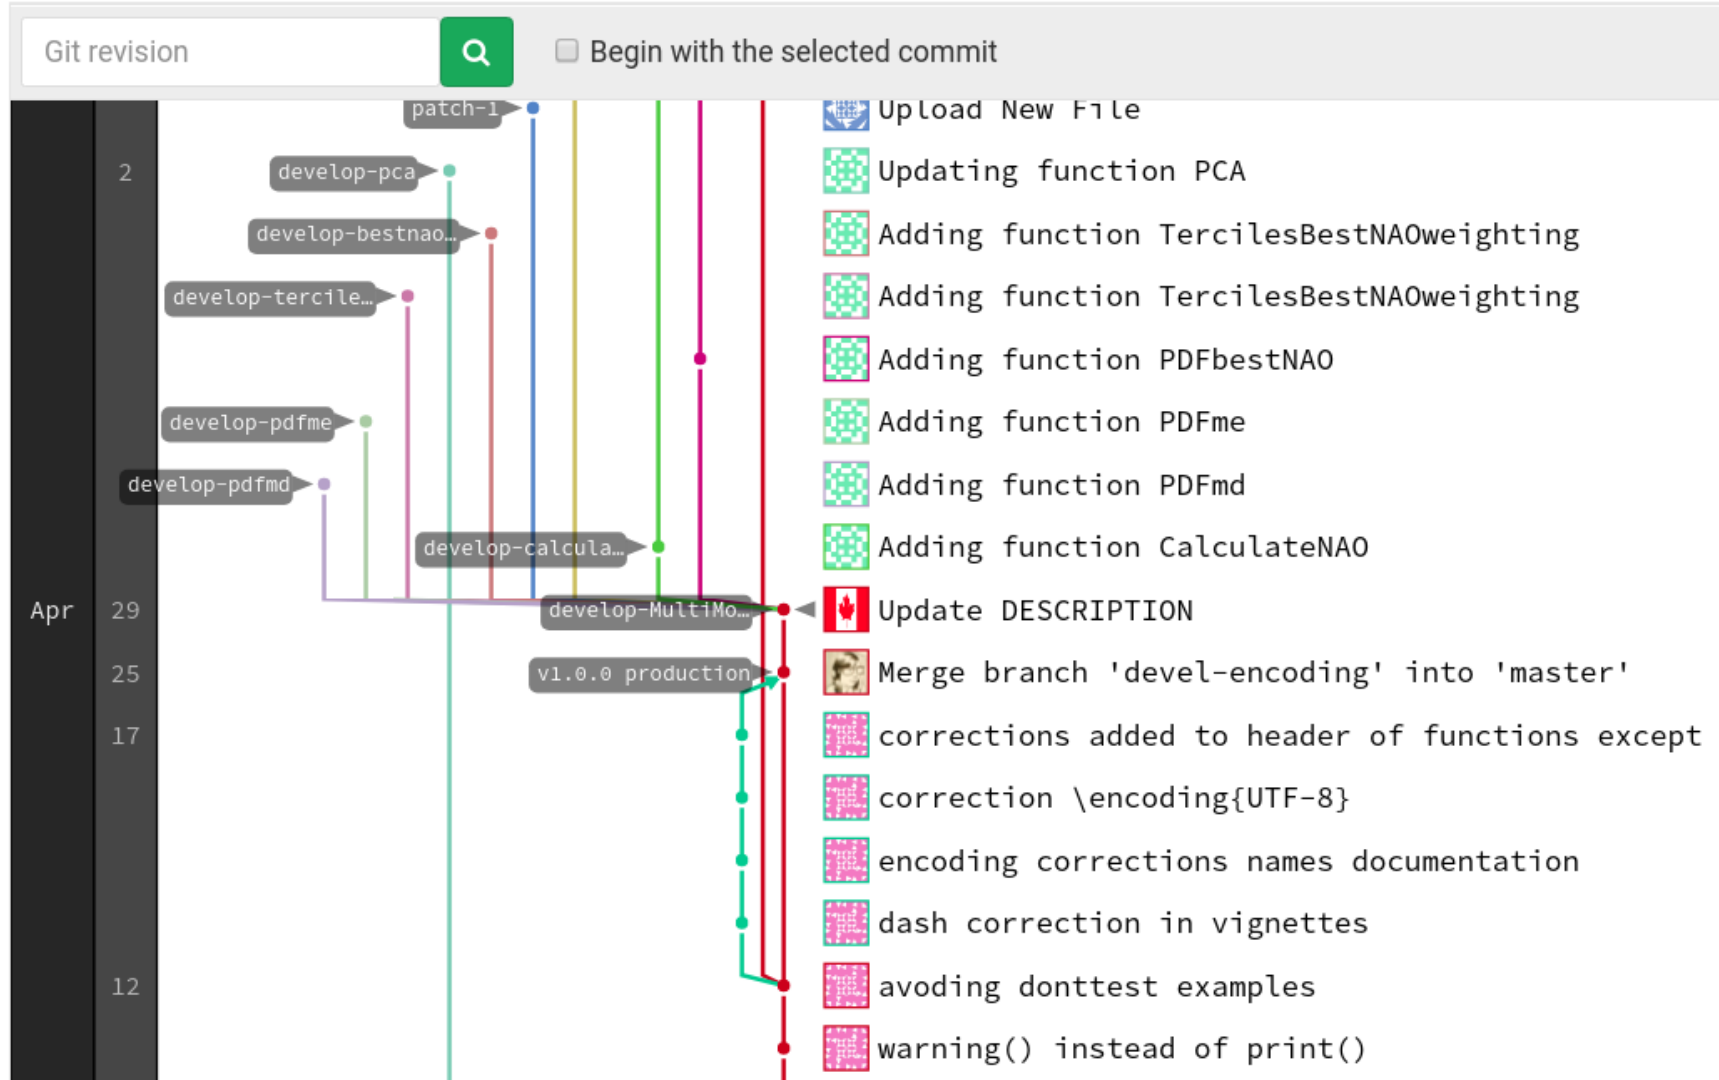 Git revision Begin with the selected commit
patch-1 Upload New File
2 develop-pca Updating function PCA
develop-bestnao… Adding function TercilesBestNAOweighting
develop-tercile… Adding function TercilesBestNAOweighting
Adding function PDFbestNAO
develop-pdfme Adding function PDFme
develop-pdfmd Adding function PDFmd
develop-calcula… Adding function CalculateNAO
Apr 29 develop-MultiMo… Update DESCRIPTION
25 v1.0.0 production Merge branch 'devel-encoding' into 'master'
17 corrections added to header of functions except
correction \encoding{UTF-8}
encoding corrections names documentation
dash correction in vignettes
12 avoding donttest examples
warning() instead of print()